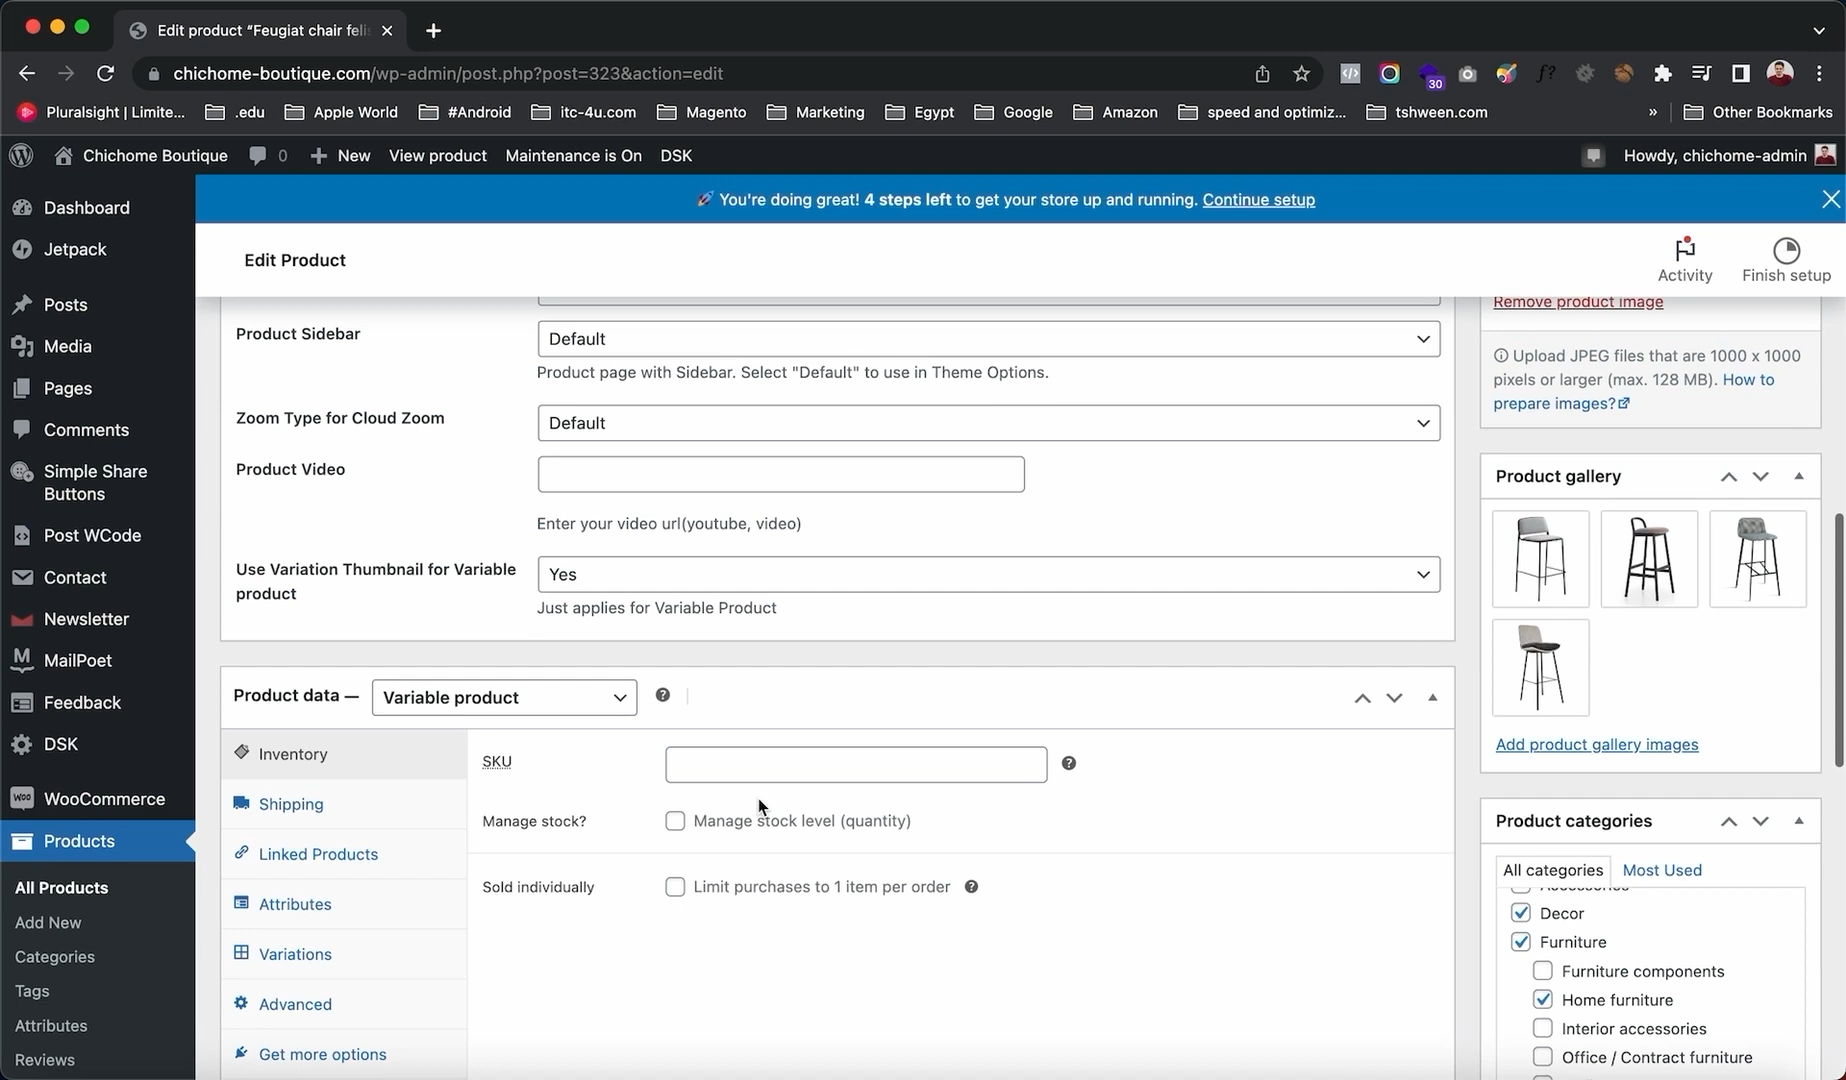 Edit product “Feugiat chair feli
chichome-boutique.com/wp-admin/post.php?post=323&action=edit
30
Pluralsight | Limite...
.edu
Apple World
#Android
itc-4u.com
Magento
Marketing
Egypt
Google
Amazon
speed and optimiz...
tshween.com
»
Other Bookmarks
Chichome Boutique
0
New
View product
Maintenance is On
DSK
Howdy, chichome-admin
You're doing great! 4 steps left to get your store up and running. Continue setup
Edit Product
Activity
Finish setup
Dashboard
Jetpack
Posts
Media
Pages
Comments
Simple Share
Buttons
Post WCode
Contact
Newsletter
MailPoet
Feedback
DSK
WooCommerce
Products
All Products
Add New
Categories
Tags
Attributes
Reviews
Product Sidebar
Default
Product page with Sidebar. Select "Default" to use in Theme Options.
Zoom Type for Cloud Zoom
Default
Product Video
Enter your video url(youtube, video)
Use Variation Thumbnail for Variable
product
Yes
Just applies for Variable Product
Product data —
Variable product
Inventory
Shipping
Linked Products
Attributes
Variations
Advanced
Get more options
SKU
Manage stock?
Manage stock level (quantity)
Sold individually
Limit purchases to 1 item per order
Remove product image
Upload JPEG files that are 1000 x 1000
pixels or larger (max. 128 MB). How to
prepare images?
Product gallery
Add product gallery images
Product categories
All categories
Most Used
Accessories
Decor
Furniture
Furniture components
Home furniture
Interior accessories
Office / Contract furniture